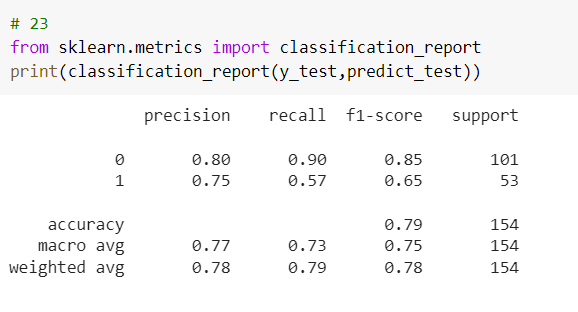 # 23
from sklearn.metrics import classification_report
print(classification_report(y_test,predict_test))
precision recall f1-score support
0 0.80 0.90 0.85 101
1 0.75 0.57 0.65 53
accuracy 0.79 154
macro avg 0.77 0.73 0.75 154
weighted avg 0.78 0.79 0.78 154